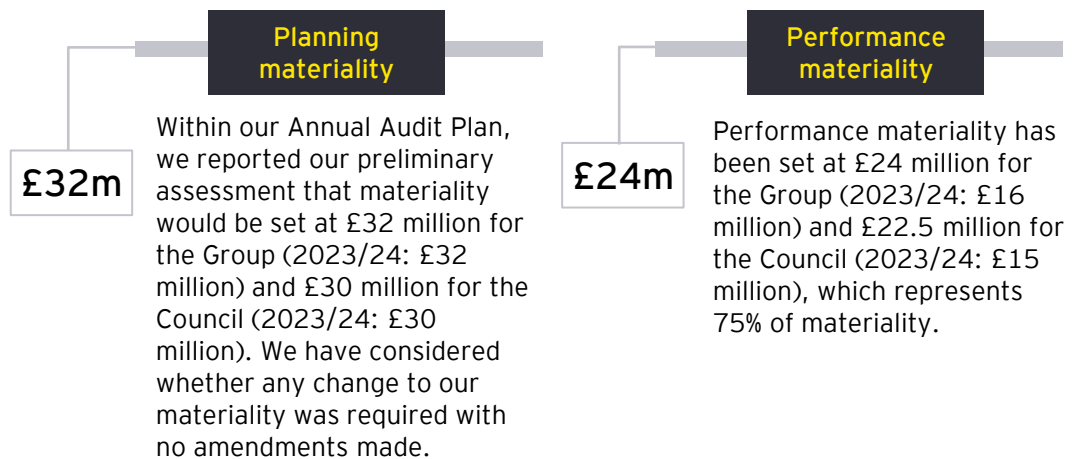 Planning
materiality
£32m
Within our Annual Audit Plan,
we reported our preliminary
assessment that materiality
would be set at £32 million for
the Group (2023/24: £32
million) and £30 million for the
Council (2023/24: £30
million). We have considered
whether any change to our
materiality was required with
no amendments made.
Performance
materiality
£24m
Performance materiality has
been set at £24 million for
the Group (2023/24: £16
million) and £22.5 million for
the Council (2023/24: £15
million), which represents
75% of materiality.